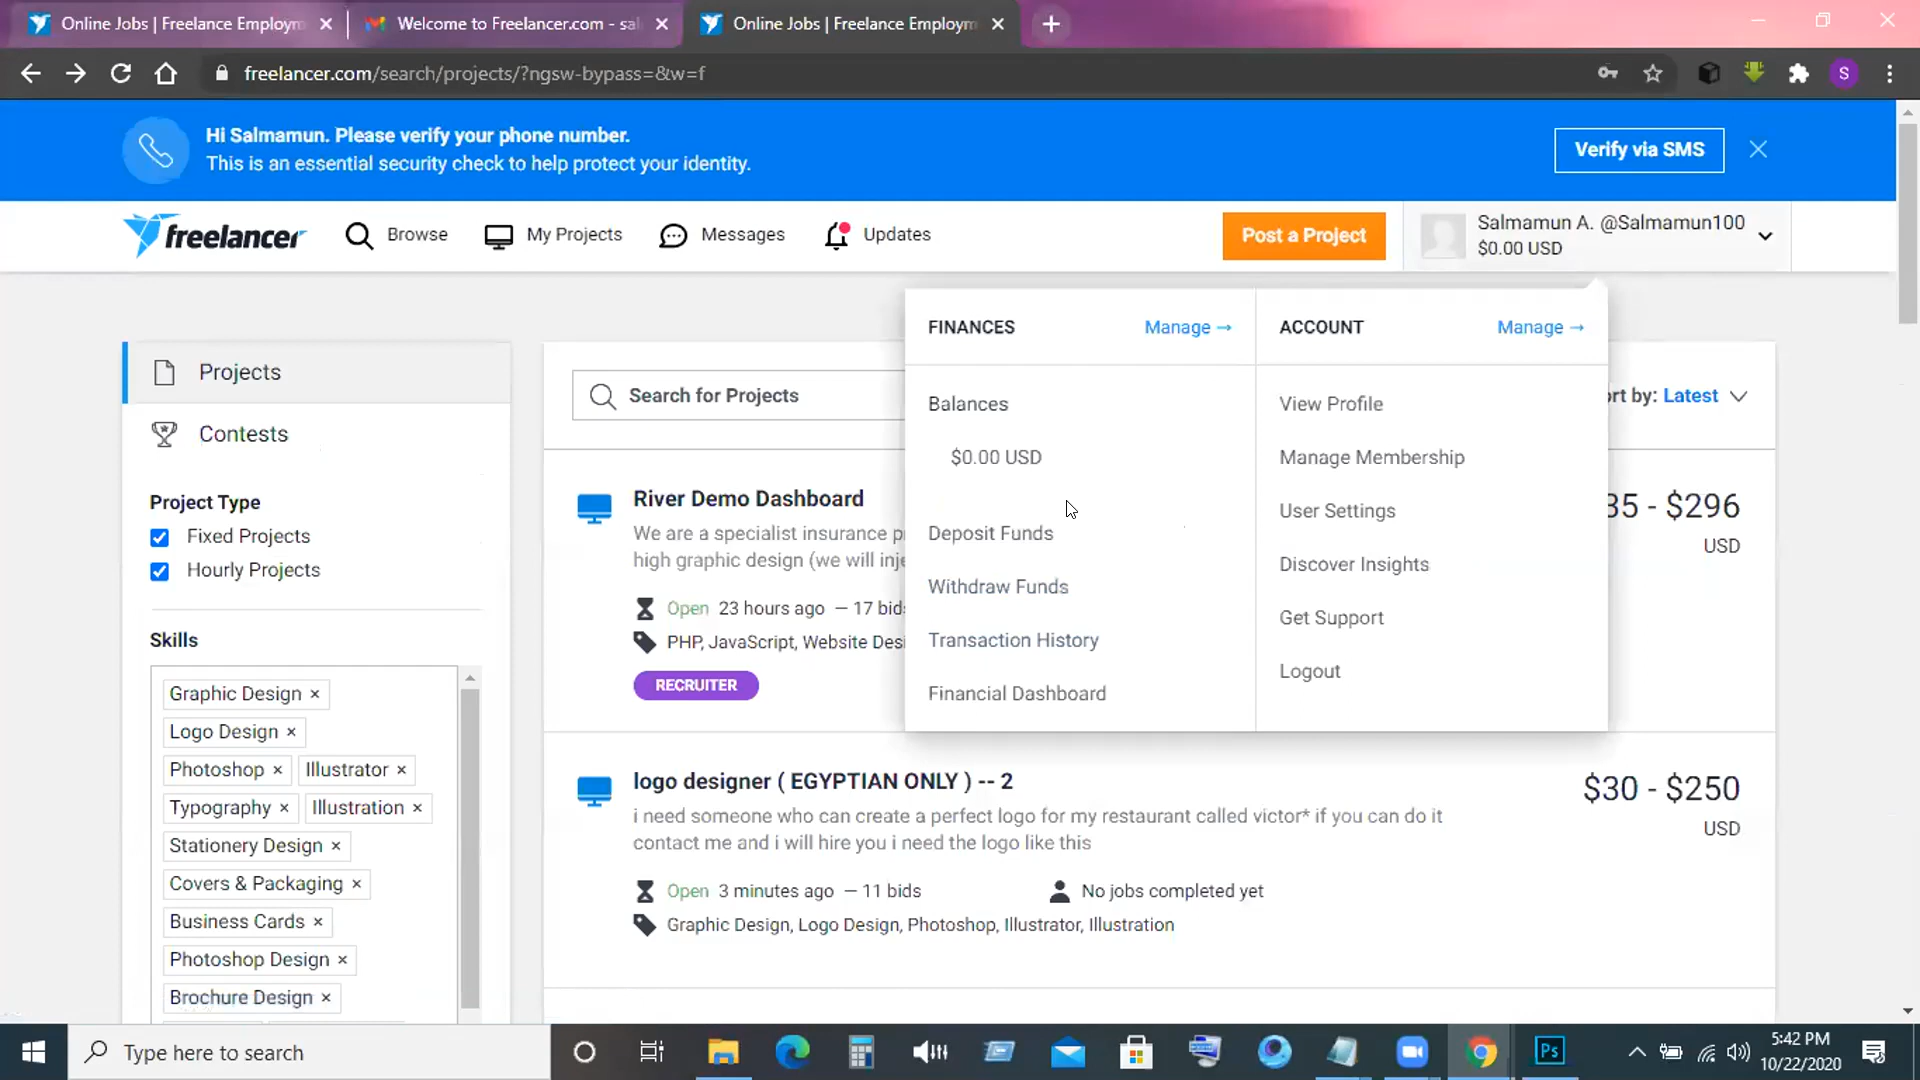 Online Jobs | Freelance Employm
Welcome to Freelancer.com - sal
Online Jobs | Freelance Employm
freelancer.com/search/projects/?ngsw-bypass=&w=f
S
Hi Salmamun. Please verify your phone number.
This is an essential security check to help protect your identity.
Verify via SMS
freelancer
Browse
My Projects
Messages
Updates
Post a Project
Salmamun A. @Salmamun100
$0.00 USD
FINANCES
Manage →
Balances
$0.00 USD
Deposit Funds
Withdraw Funds
Transaction History
Financial Dashboard
ACCOUNT
Manage →
View Profile
Manage Membership
User Settings
Discover Insights
Get Support
Logout
Projects
Contests
Project Type
Fixed Projects
Hourly Projects
Skills
Graphic Design ×
Logo Design ×
Photoshop × Illustrator ×
Typography × Illustration ×
Stationery Design ×
Covers & Packaging ×
Business Cards ×
Photoshop Design ×
Brochure Design ×
Search for Projects
rt by: Latest
River Demo Dashboard
35 - $296
USD
We are a specialist insurance
high graphic design (we will
Open 23 hours ago — 17 bids
PHP, JavaScript, Website
RECRUITER
logo designer ( EGYPTIAN ONLY ) -- 2
$30 - $250
USD
i need someone who can create a perfect logo for my restaurant called victor* if you can do it
contact me and i will hire you i need the logo like this
Open 3 minutes ago — 11 bids
No jobs completed yet
Graphic Design, Logo Design, Photoshop, Illustrator, Illustration
Type here to search
Ps
5:42 PM
10/22/2020